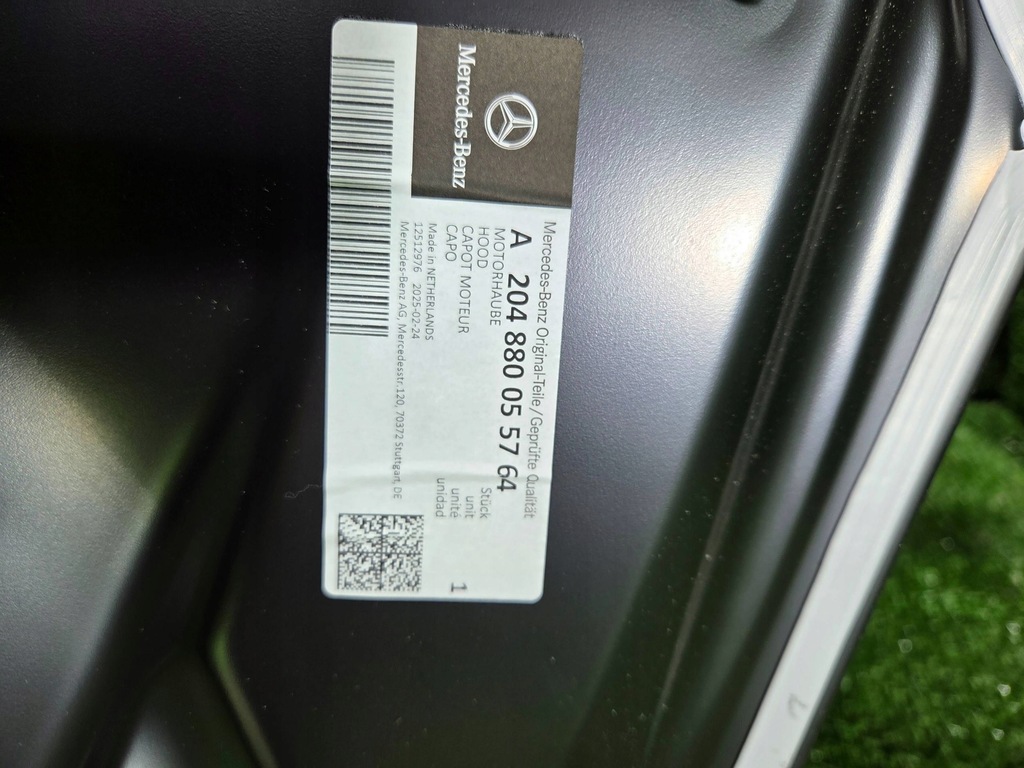 Mercedes-Benz
Mercedes-Benz Original-Teile / Geprüfte Qualität
A 204 880 05 57 64
MOTORHAUBE
HOOD
CAPOT MOTEUR
CAPO
Stück
unit
unité
unidad
1
Made in NETHERLANDS
12512976 2025-02-24
Mercedes-Benz AG, Mercedesstr.120, 70372 Stuttgart, DE